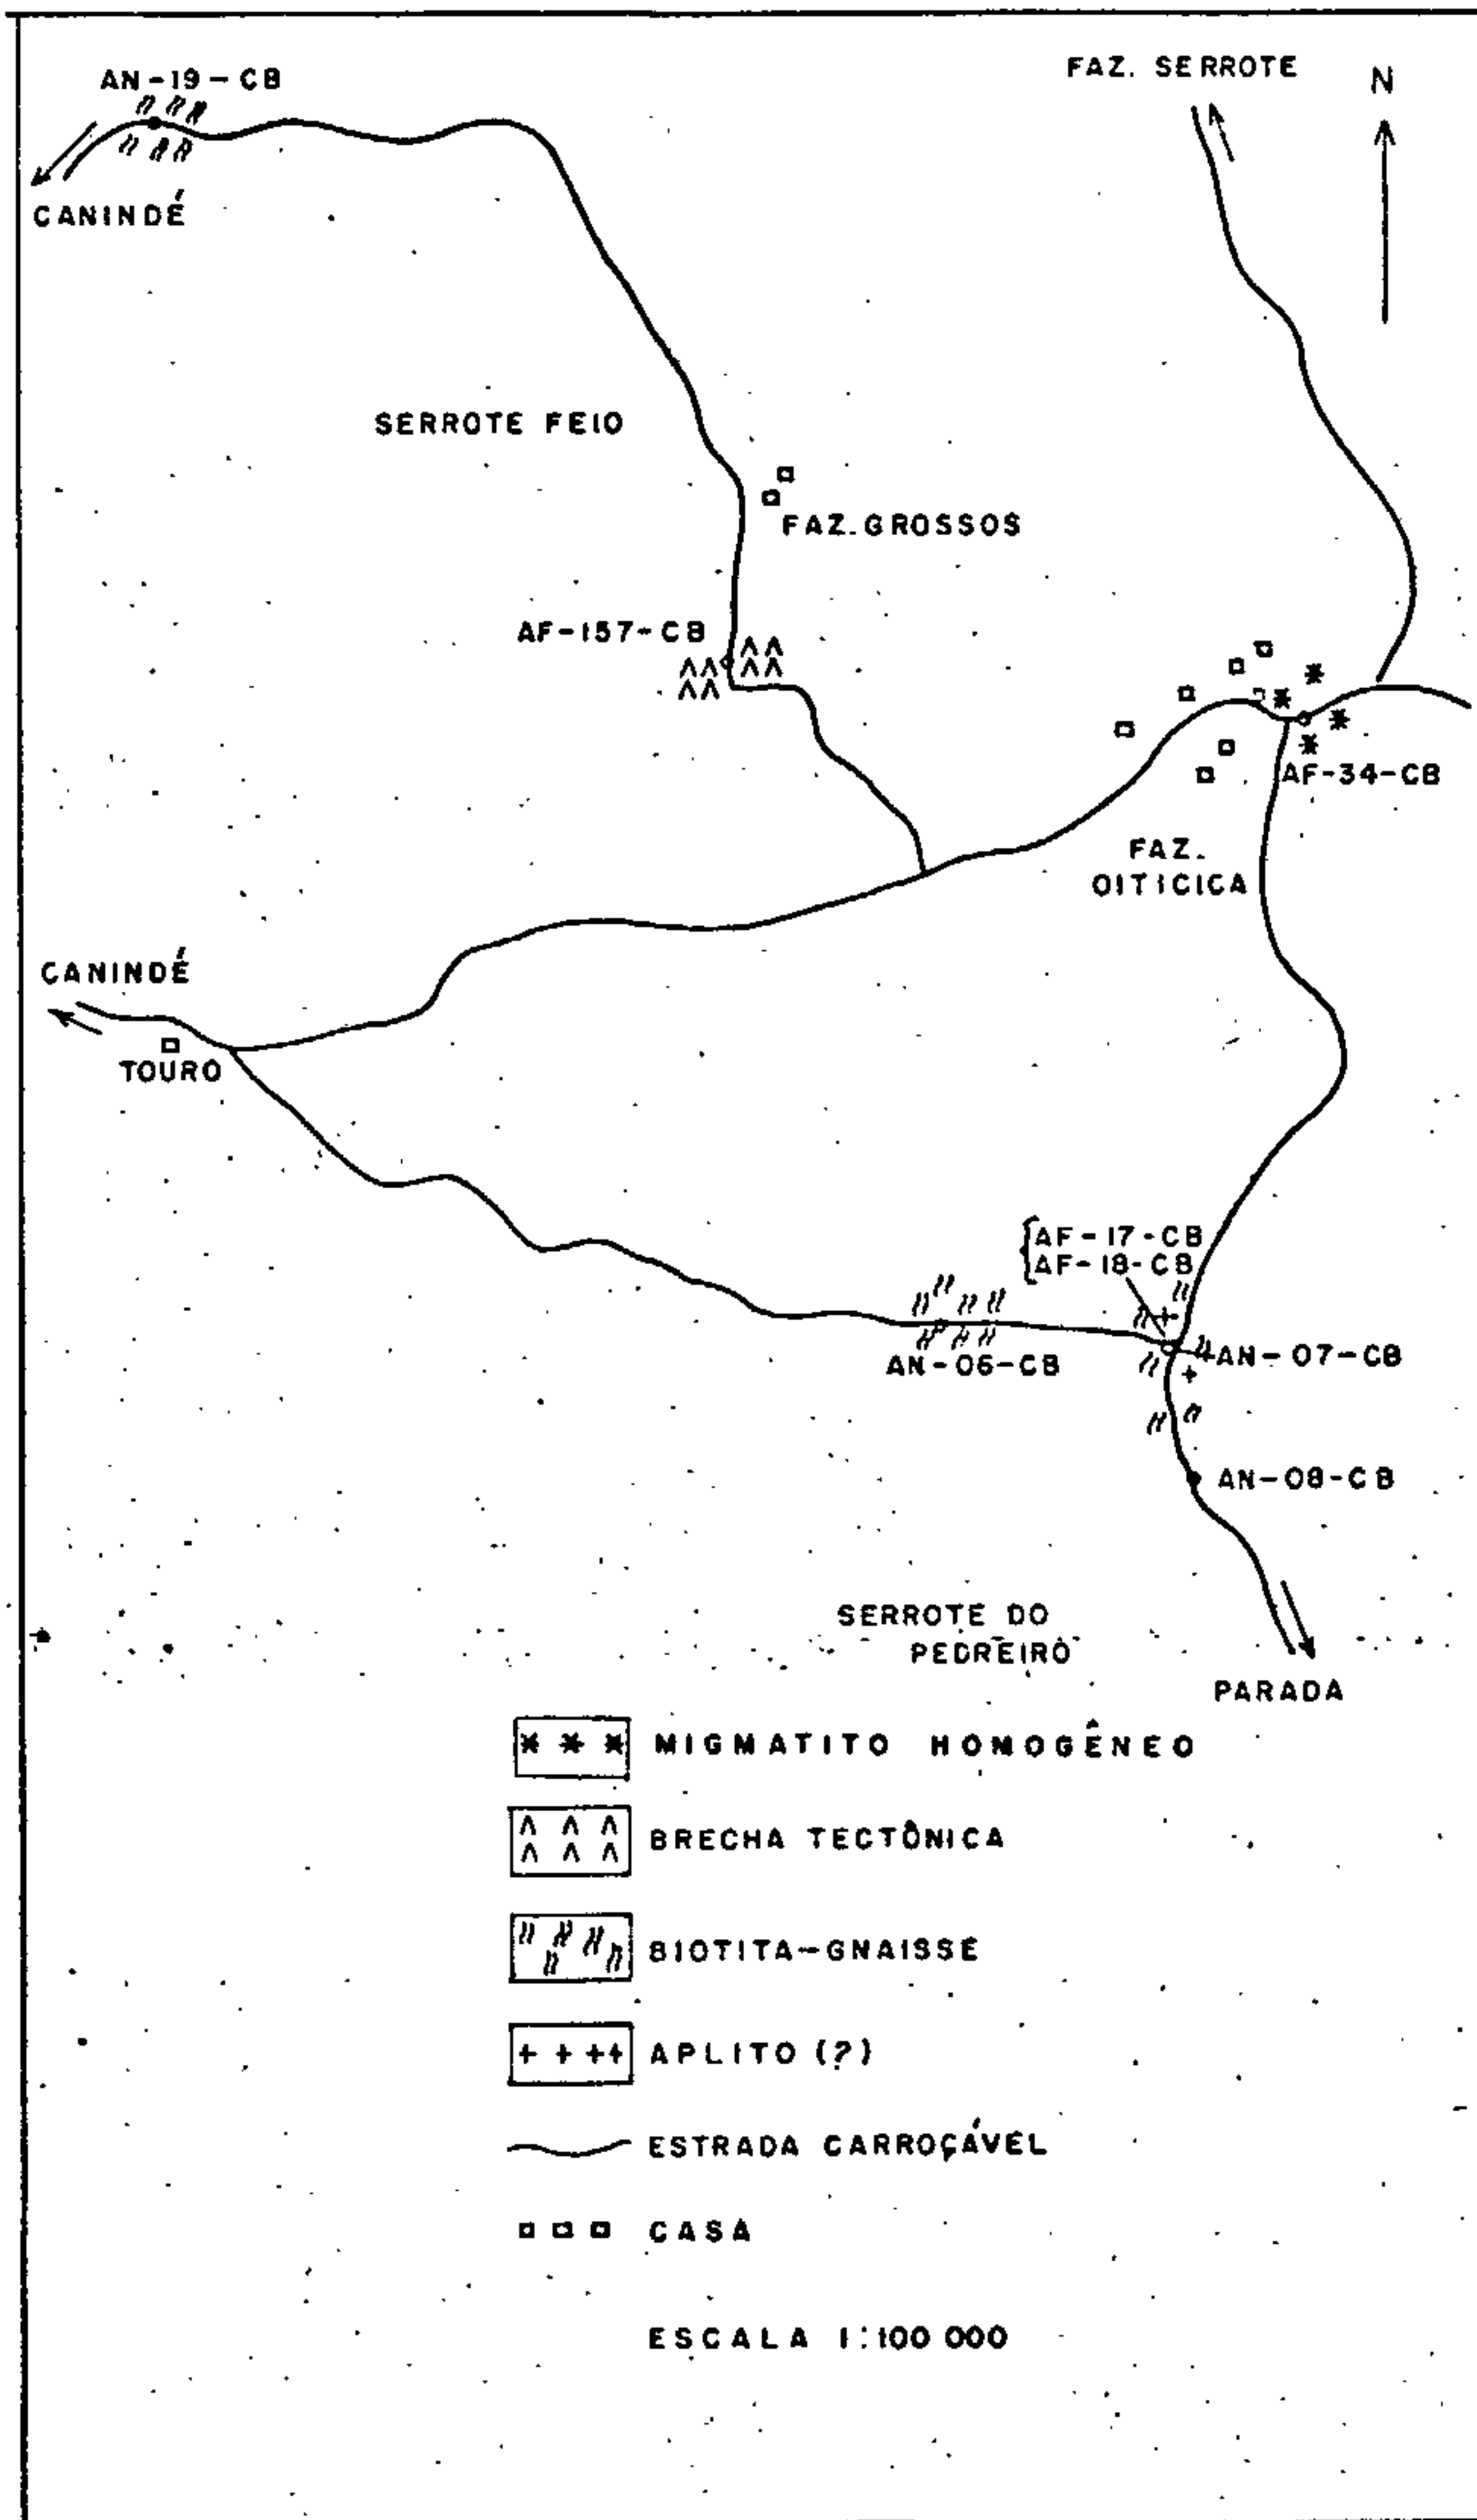 AN-19-CB
FAZ. SERROTE
N
CANINDÉ
SERROTE FEIO
FAZ. GROSSOS
AF-157-CB
AF-34-CB
FAZ.
OITICICA
CANINDÉ
TOURO
AF-17-CB
AF-18-CB
AN-06-CB
AN-07-CB
AN-08-CB
SERROTE DO
PEDREIRO
PARADA
MIGMATITO HOMOGÊNEO
BRECHA TECTÔNICA
BIOTITA-GNAISSE
APLITO (?)
ESTRADA CARROÇÁVEL
CASA
ESCALA 1:100 000